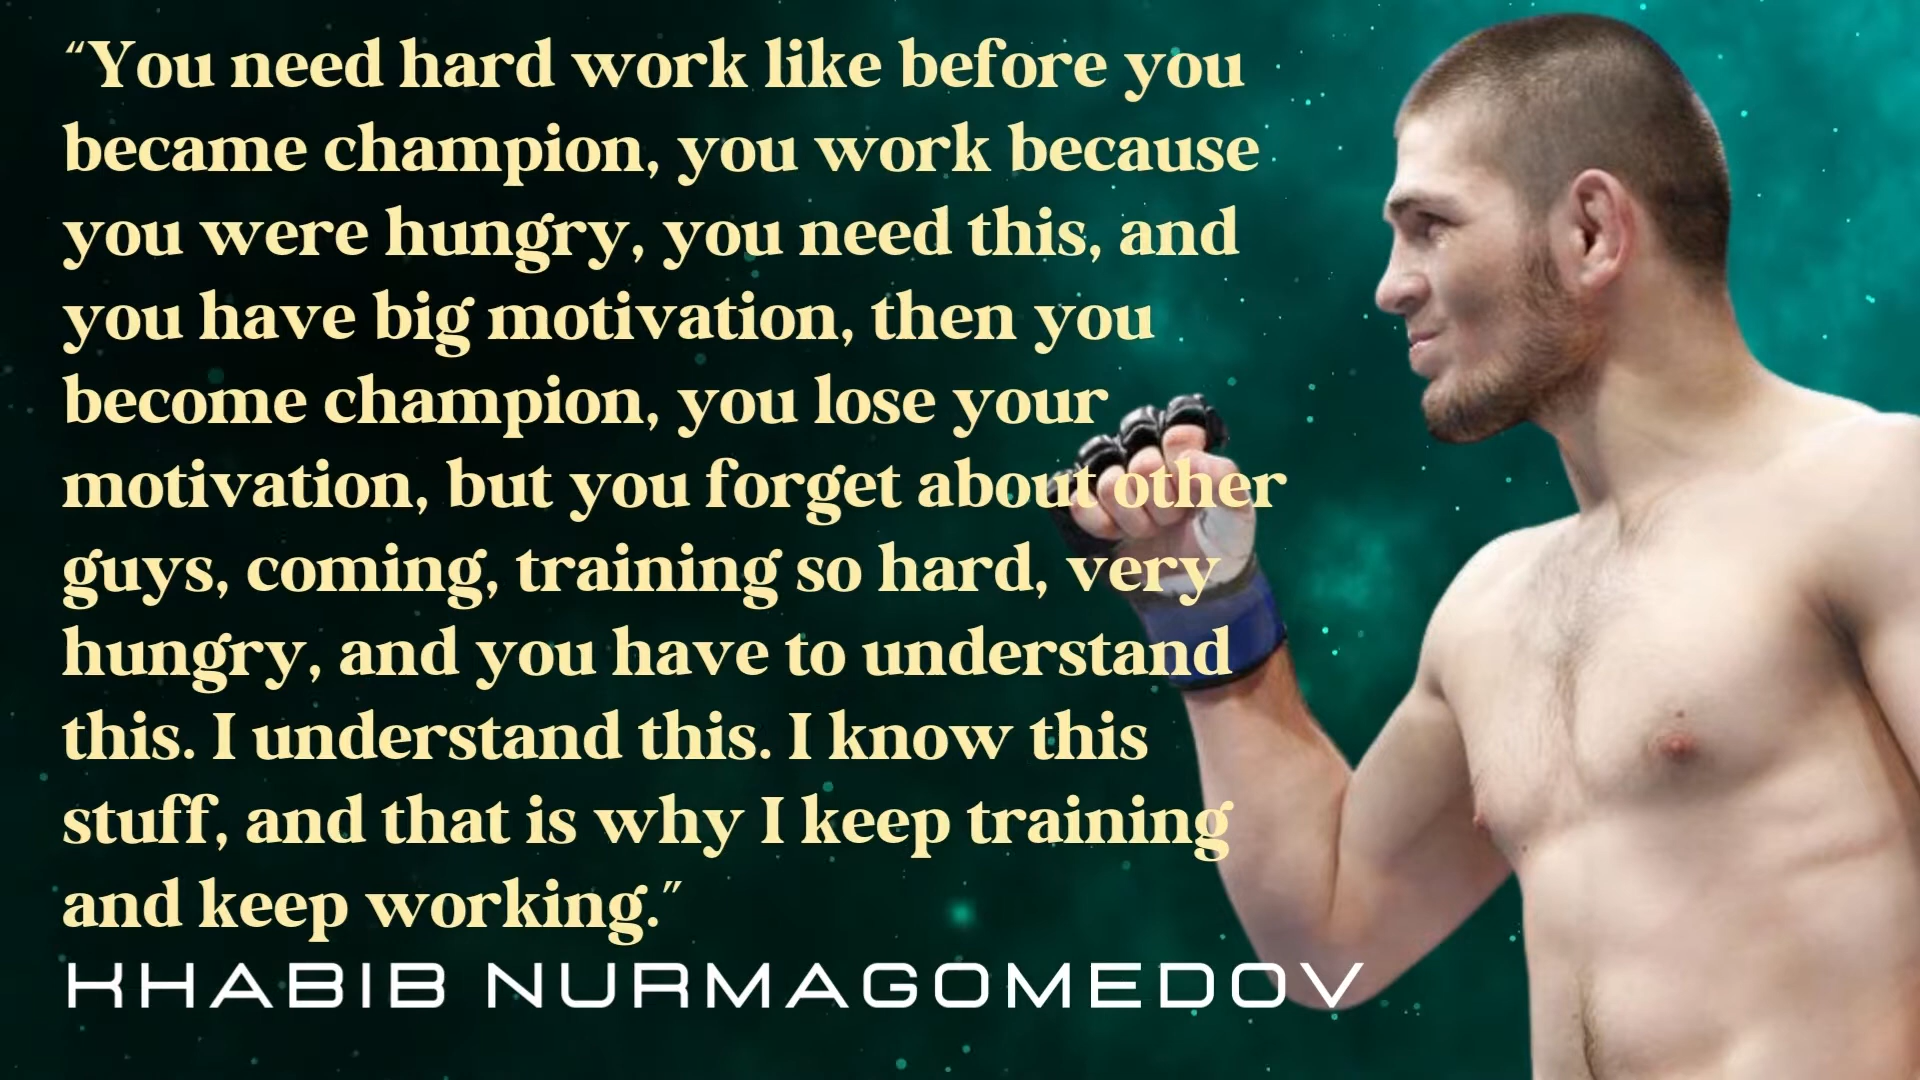 “You need hard work like before you
became champion, you work because
you were hungry, you need this, and
you have big motivation, then you
become champion, you lose your
motivation, but you forget about other
guys, coming, training so hard, very
hungry, and you have to understand
this. I understand this. I know this
stuff, and that is why I keep training
and keep working.”
KHABIB NURMAGOMEDOV